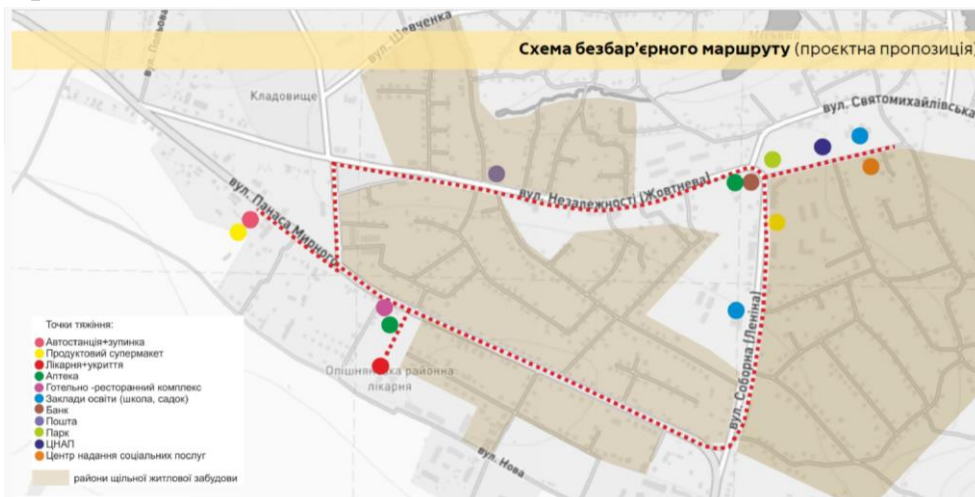 вул. Шевченка
Схема безбар'єрного маршруту (проєктна пропозиція)
Кладовище
вул. Святомихайлівська
вул. Панаса Мирного
вул. Незалежності (Жовтнева)
вул. Соборна (Леніна)
лікарня
вул. Нова
Точки тяжіння:
Автостанція+зупинка
Продуктовий супермакет
Лікарня+укриття
Аптека
Готельно -ресторанний комплекс
Заклади освіти (школа, садок)
Банк
Пошта
Парк
ЦНАП
Центр надання соціальних послуг
райони щільної житлової забудови